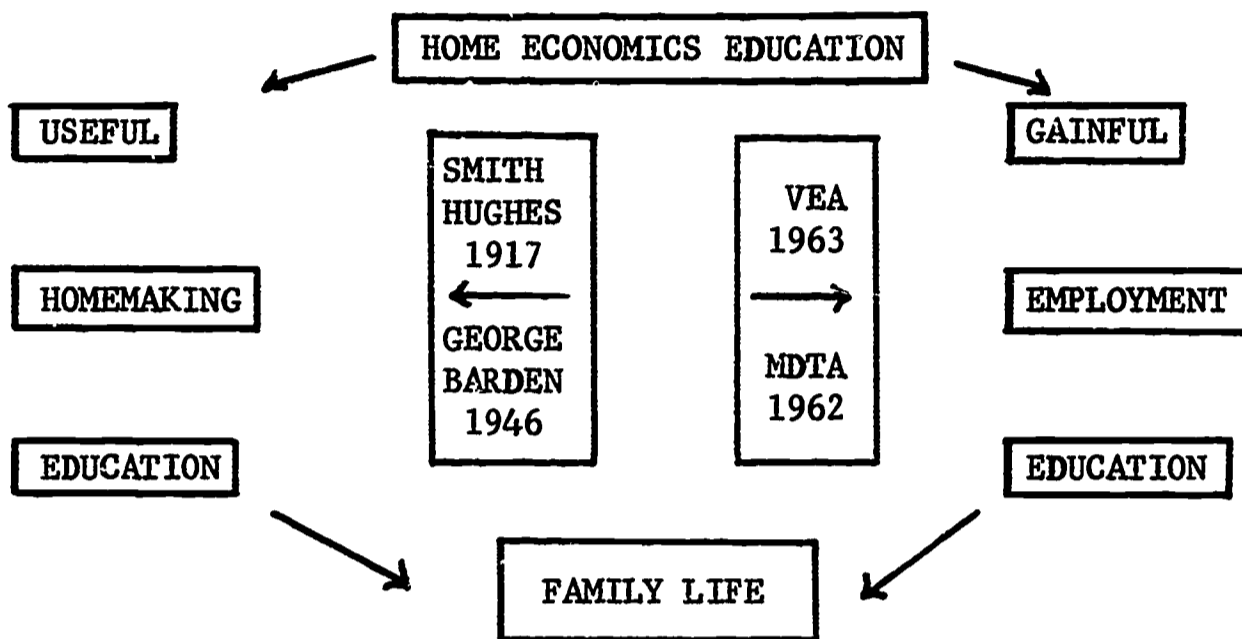 HOME ECONOMICS EDUCATION
USEFUL
GAINFUL
SMITH
HUGHES
1917
VEA
1963
HOMEMAKING
EMPLOYMENT
GEORGE
BARDEN
1946
MDTA
1962
EDUCATION
EDUCATION
FAMILY LIFE